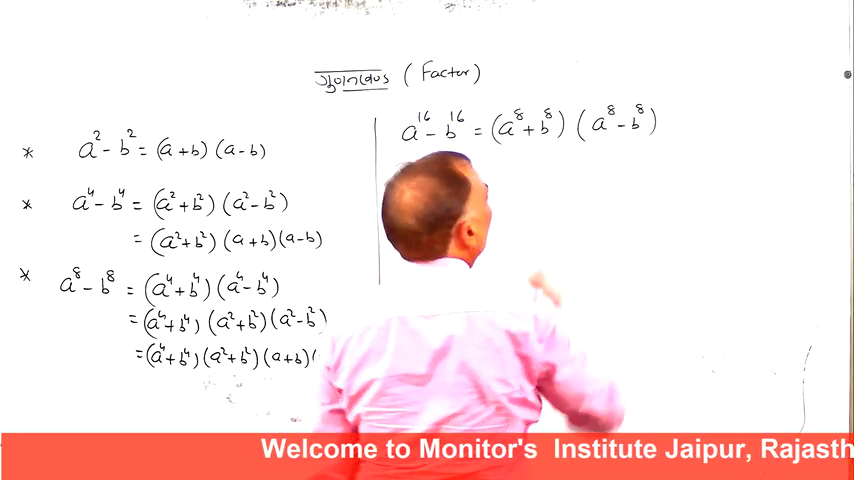 गुणनखण्ड (Factor)
* a² - b² = (a+b) (a-b)
* a⁴ - b⁴ = (a²+b²) (a²-b²)
= (a²+b²) (a+b)(a-b)
* a⁸ - b⁸ = (a⁴+b⁴) (a⁴-b⁴)
= (a⁴+b⁴) (a²+b²)(a²-b²)
= (a⁴+b⁴)(a²+b²)(a+b)(
a¹⁶ - b¹⁶ = (a⁸+b⁸) (a⁸-b⁸)
Welcome to Monitor's Institute Jaipur, Rajasth